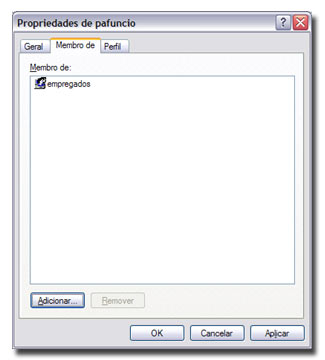 Propriedades de pafuncio
Geral Membro de Perfil
Membro de:
empregados
Adicionar... Remover
OK Cancelar Aplicar